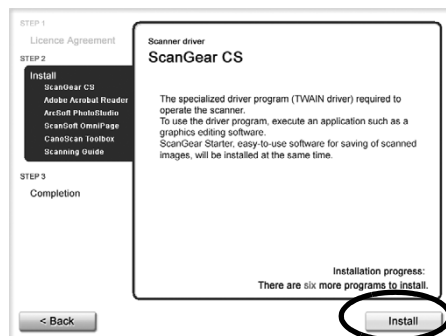 STEP 1
Licence Agreement
STEP 2
Install
ScanGear CS
Adobe Acrobat Reader
ArcSoft PhotoStudio
ScanSoft OmniPage
CanoScan Toolbox
Scanning Guide
STEP 3
Completion
Scanner driver
ScanGear CS
The specialized driver program (TWAIN driver) required to
operate the scanner.
To use the driver program, execute an application such as a
graphics editing software.
ScanGear Starter, easy-to-use software for saving of scanned
images, will be installed at the same time.
Installation progress:
There are six more programs to install.
< Back
Install